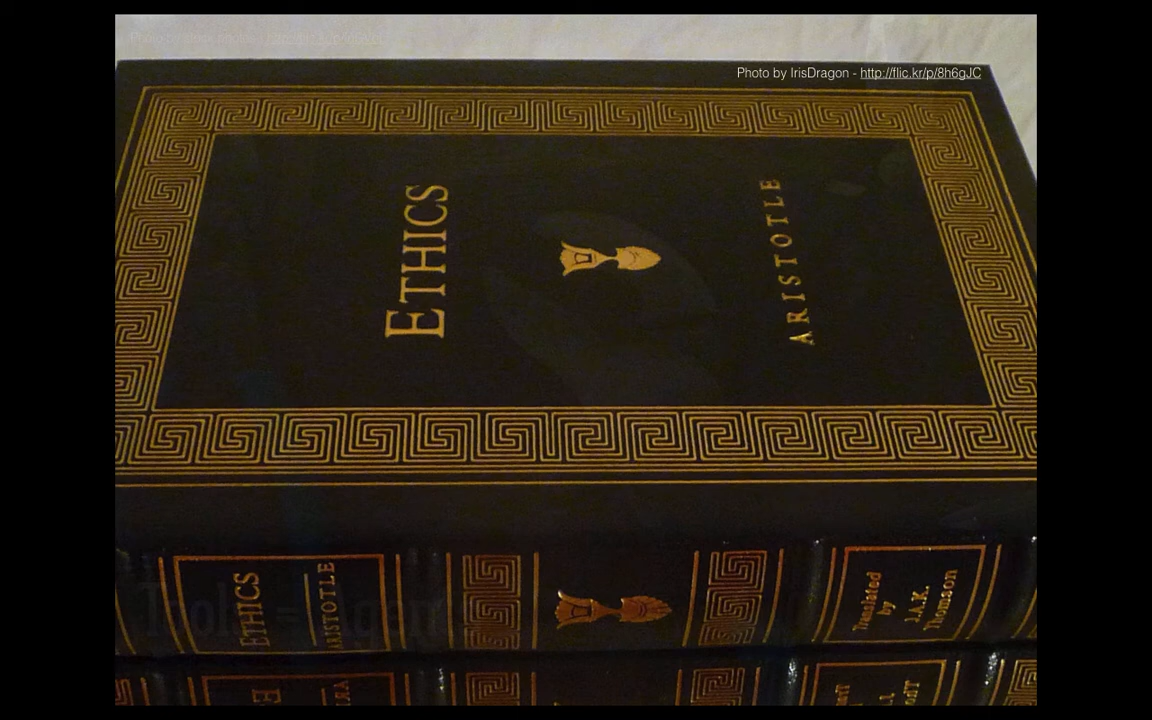 Photo by IrisDragon - http://flic.kr/p/8h6gJC
ETHICS
ARISTOTLE
ETHICS
ARISTOTLE
Translated
by
J.A.K.
Thomson